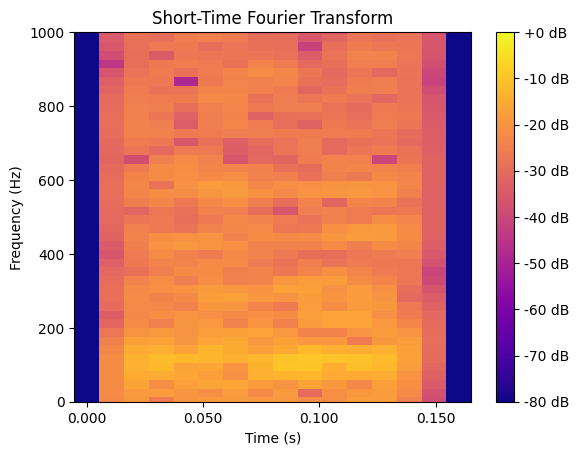 Short-Time Fourier Transform
Frequency (Hz)
1000
800
600
400
200
0
0.000
0.050
0.100
0.150
Time (s)
+0 dB
-10 dB
-20 dB
-30 dB
-40 dB
-50 dB
-60 dB
-70 dB
-80 dB